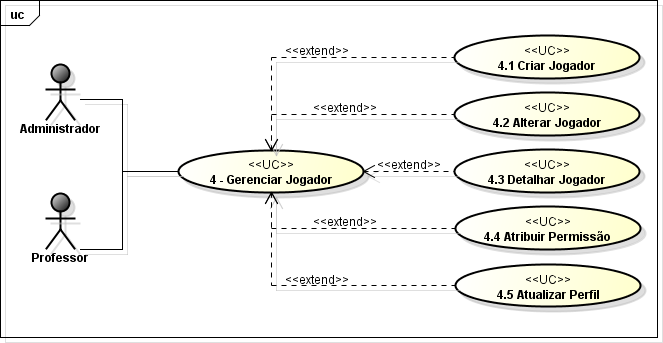 uc
<<extend>>
<<UC>>
4.1 Criar Jogador
Administrador
<<extend>>
<<UC>>
4.2 Alterar Jogador
<<UC>>
4 - Gerenciar Jogador
<<extend>>
<<UC>>
4.3 Detalhar Jogador
Professor
<<extend>>
<<UC>>
4.4 Atribuir Permissão
<<extend>>
<<UC>>
4.5 Atualizar Perfil